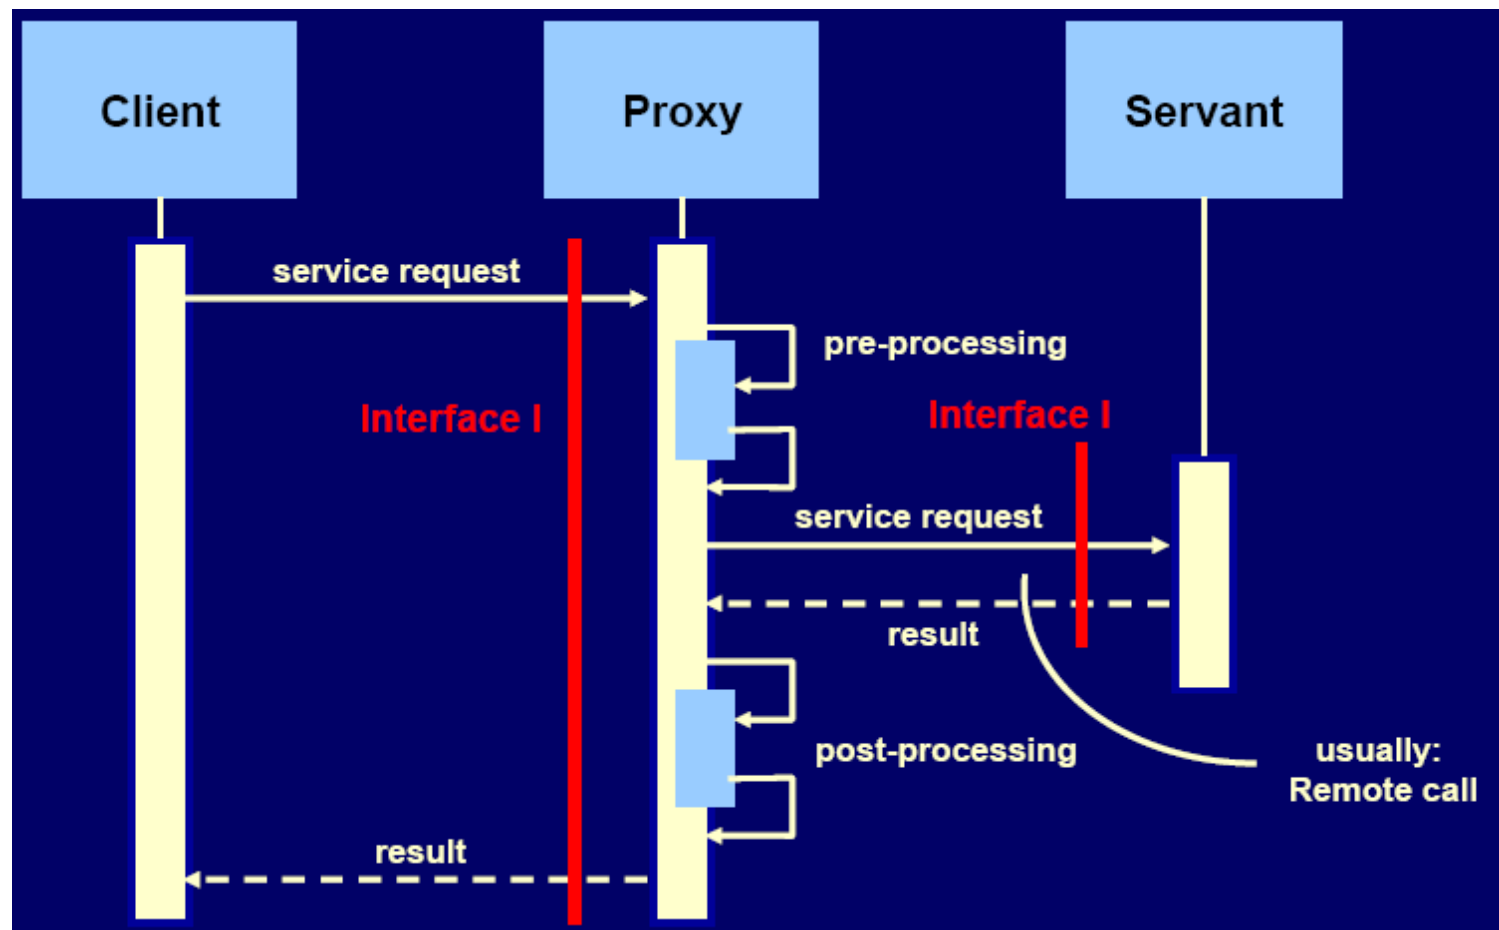 Client
Proxy
Servant
service request
pre-processing
Interface I
Interface I
service request
result
post-processing
usually:
Remote call
result